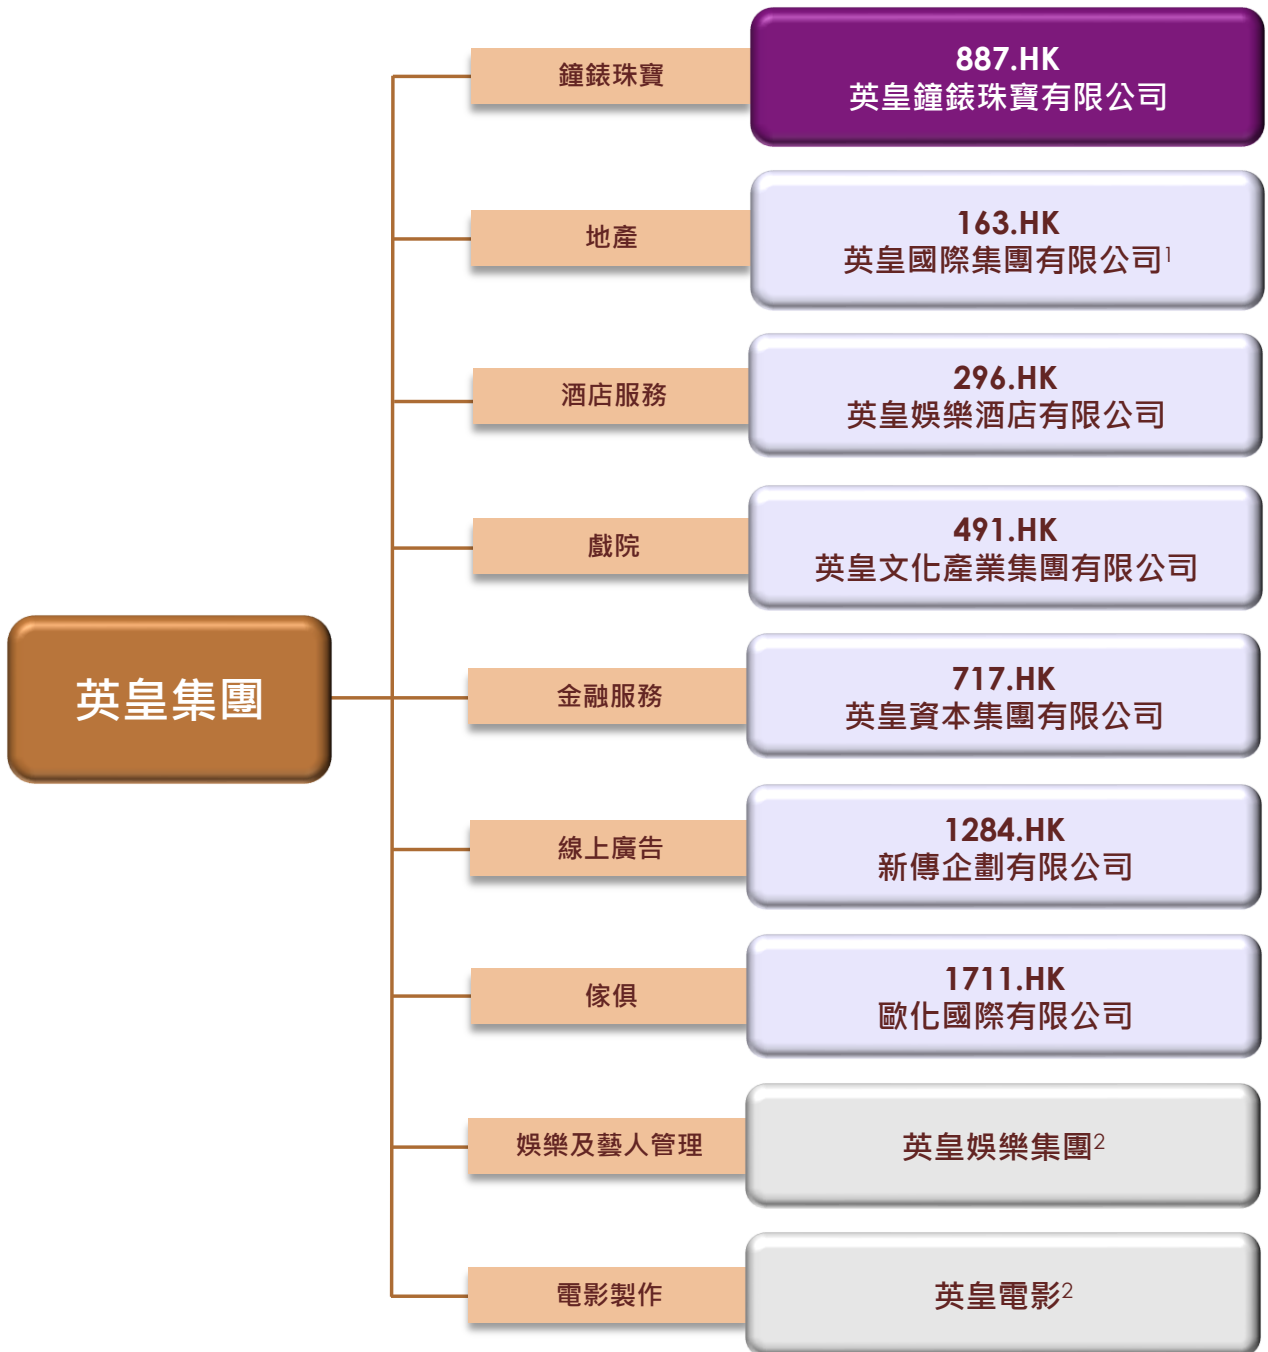 鐘錶珠寶
887.HK
英皇鐘錶珠寶有限公司
地產
163.HK
英皇國際集團有限公司¹
酒店服務
296.HK
英皇娛樂酒店有限公司
戲院
491.HK
英皇文化產業集團有限公司
英皇集團
金融服務
717.HK
英皇資本集團有限公司
線上廣告
1284.HK
新傳企劃有限公司
傢俱
1711.HK
歐化國際有限公司
娛樂及藝人管理
英皇娛樂集團²
電影製作
英皇電影²